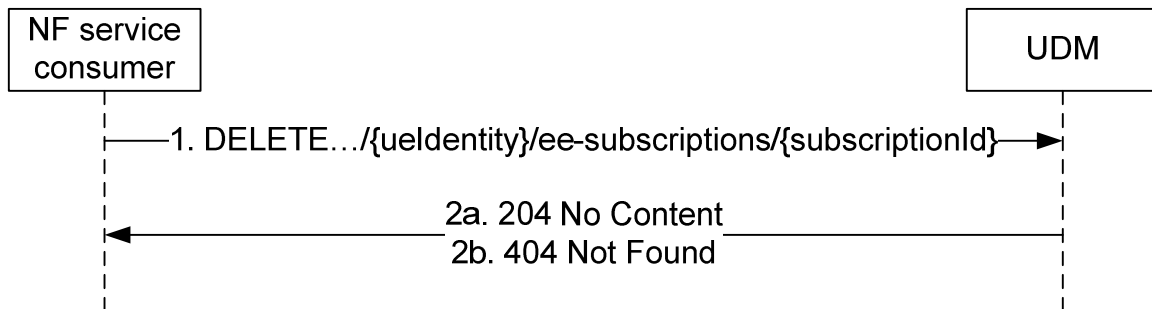 NF service
consumer
UDM
1. DELETE…/{ueIdentity}/ee-subscriptions/{subscriptionId}
2a. 204 No Content
2b. 404 Not Found